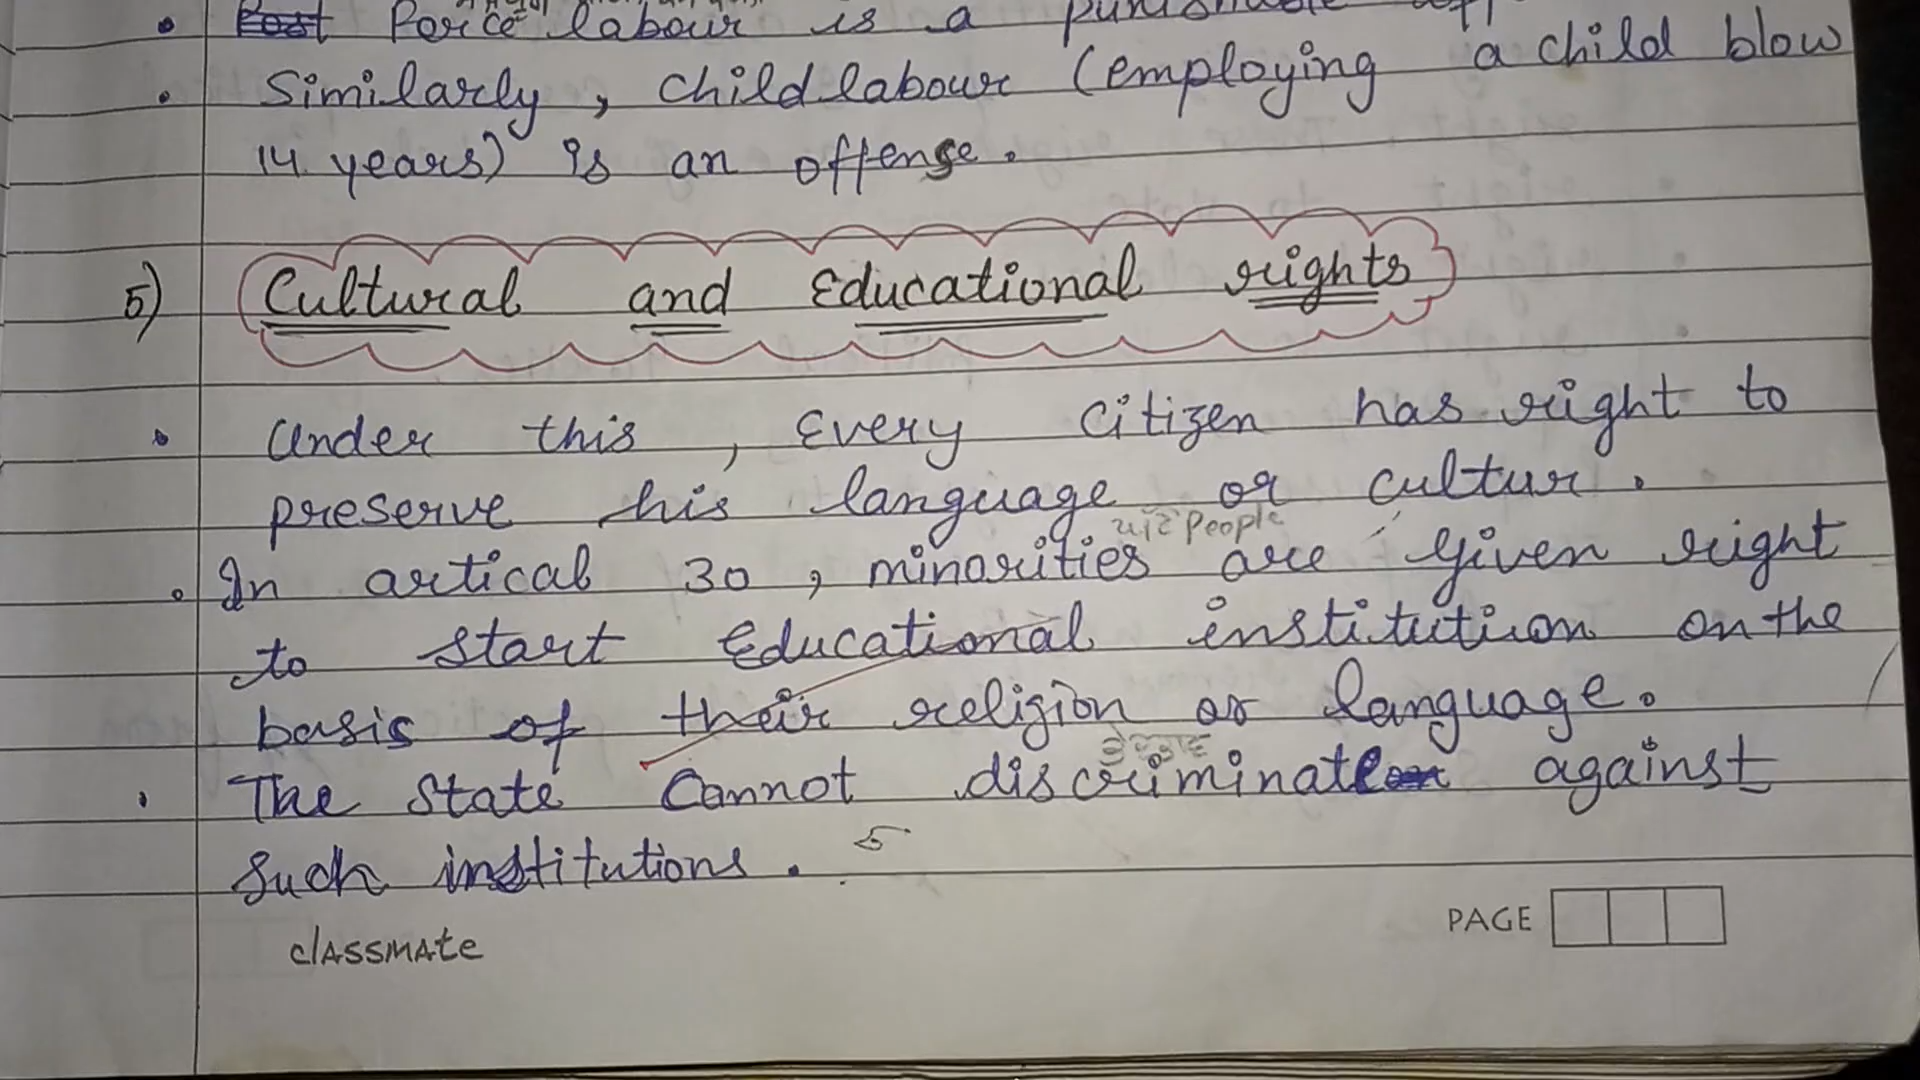 • Force labour is a
• Similarly, child labour (employing a child blow
14 years) is an offense.
5) Cultural and Educational rights
• Under this, Every citizen has right to
preserve his language or cultur.
People
• In artical 30, minorities are given right
to start Educational institution on the
basis of their religion or language.
• The State cannot discriminate against
Such institutions.
classmate
PAGE